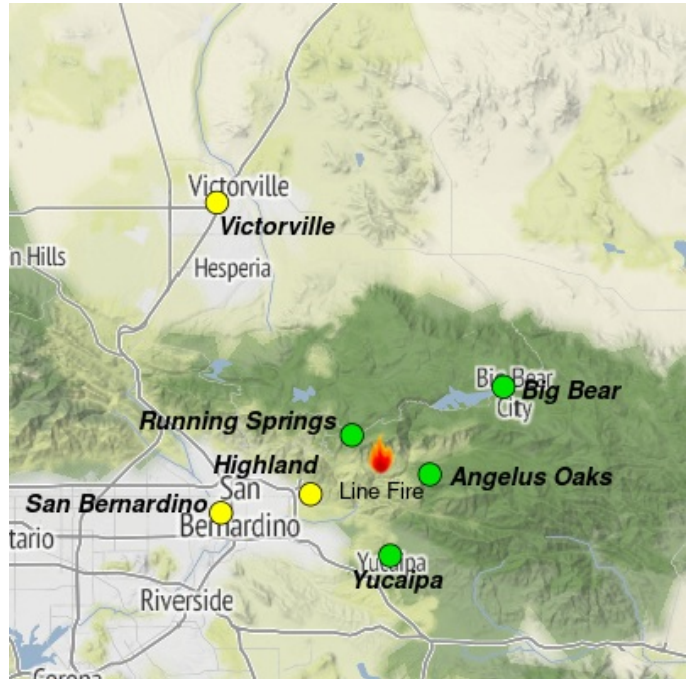 Victorville
Victorville
n Hills
Hesperia
Big Bear
City
Big Bear
Running Springs
Highland
Line Fire
Angelus Oaks
San Bernardino
San
Bernardino
tario
Yucaipa
Yucaipa
Riverside
Corona